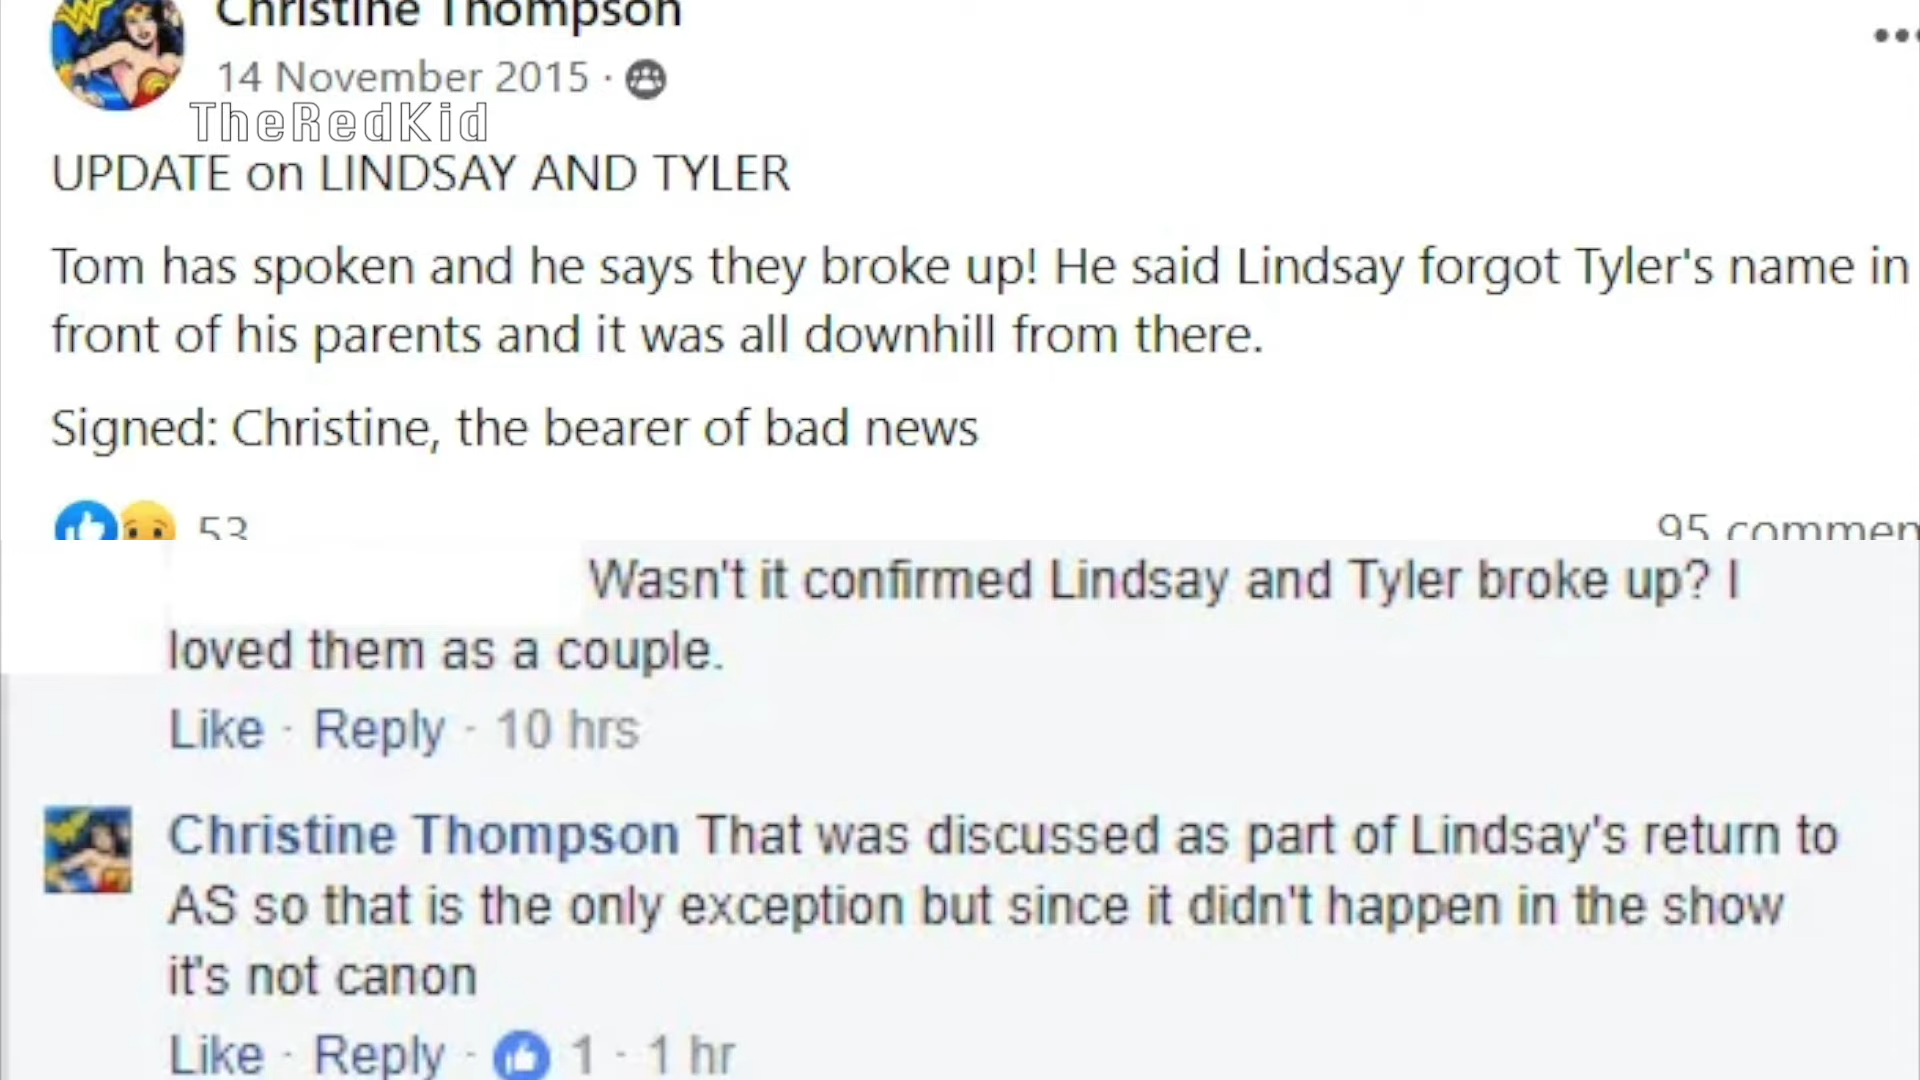 Christine Thompson
14 November 2015 ·
TheRedKid
UPDATE on LINDSAY AND TYLER
Tom has spoken and he says they broke up! He said Lindsay forgot Tyler's name in
front of his parents and it was all downhill from there.
Signed: Christine, the bearer of bad news
53
95 commen
Wasn't it confirmed Lindsay and Tyler broke up? I
loved them as a couple.
Like · Reply · 10 hrs
Christine Thompson That was discussed as part of Lindsay's return to
AS so that is the only exception but since it didn't happen in the show
it's not canon
Like · Reply · 1 · 1 hr